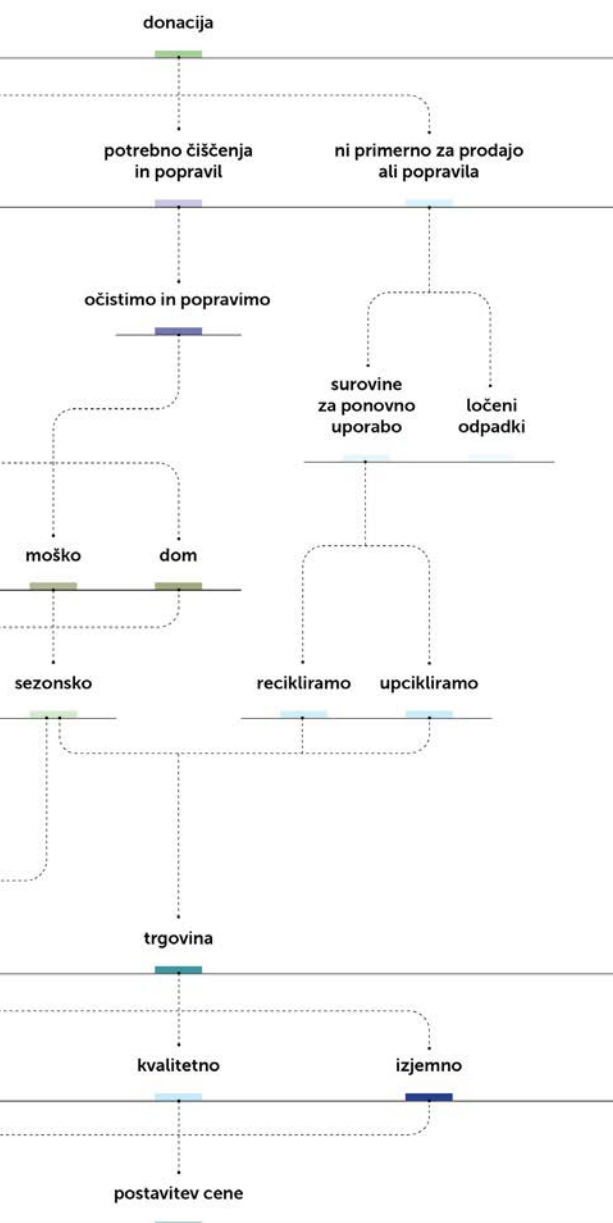 donacija
potrebno čiščenja
in popravil
ni primerno za prodajo
ali popravila
očistimo in popravimo
surovine
za ponovno
uporabo
ločeni
odpadki
moško
dom
sezonsko
recikliramo
upcikliramo
trgovina
kvalitetno
izjemno
postavitev cene